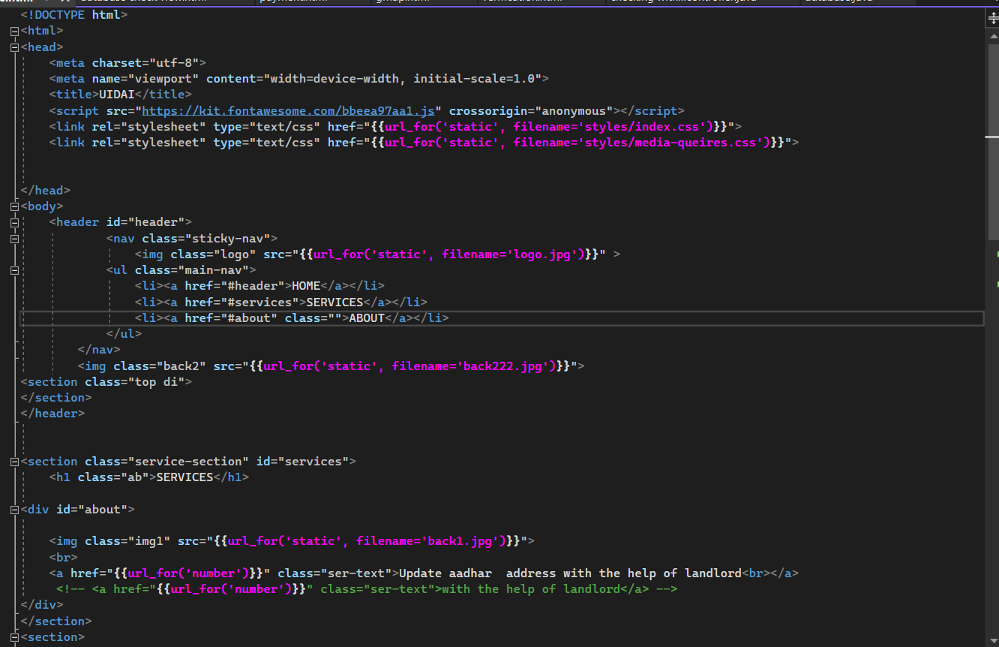 <!DOCTYPE html>
<html>
<head>
    <meta charset="utf-8">
    <meta name="viewport" content="width=device-width, initial-scale=1.0">
    <title>UIDAI</title>
    <script src="https://kit.fontawesome.com/bbeea97aa1.js" crossorigin="anonymous"></script>
    <link rel="stylesheet" type="text/css" href="{{url_for('static', filename='styles/index.css')}}">
    <link rel="stylesheet" type="text/css" href="{{url_for('static', filename='styles/media-queires.css')}}">
</head>
<body>
    <header id="header">
            <nav class="sticky-nav">
                <img class="logo" src="{{url_for('static', filename='logo.jpg')}}" >
            <ul class="main-nav">
                <li><a href="#header">HOME</a></li>
                <li><a href="#services">SERVICES</a></li>
                <li><a href="#about" class="">ABOUT</a></li>
            </ul>
        </nav>
        <img class="back2" src="{{url_for('static', filename='back222.jpg')}}">
<section class="top di">
</section>
</header>
<section class="service-section" id="services">
    <h1 class="ab">SERVICES</h1>
<div id="about">
    <img class="img1" src="{{url_for('static', filename='back1.jpg')}}">
    <br>
    <a href="{{url_for('number')}}" class="ser-text">Update aadhar  address with the help of landlord<br></a>
     <!-- <a href="{{url_for('number')}}" class="ser-text">with the help of landlord</a> -->
</div>
</section>
<section>